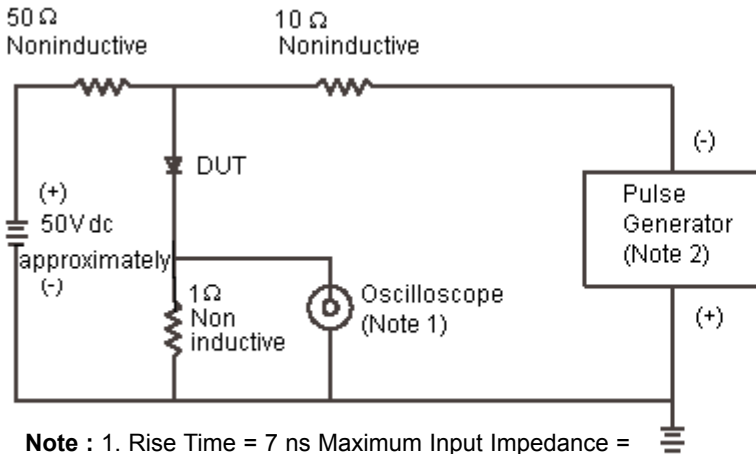 50 Ω
Noninductive
10 Ω
Noninductive
DUT
(+)
50V dc
approximately
(-)
1Ω
Non
inductive
Oscilloscope
(Note 1)
(-)
Pulse
Generator
(Note 2)
(+)
Note : 1. Rise Time = 7 ns Maximum Input Impedance =